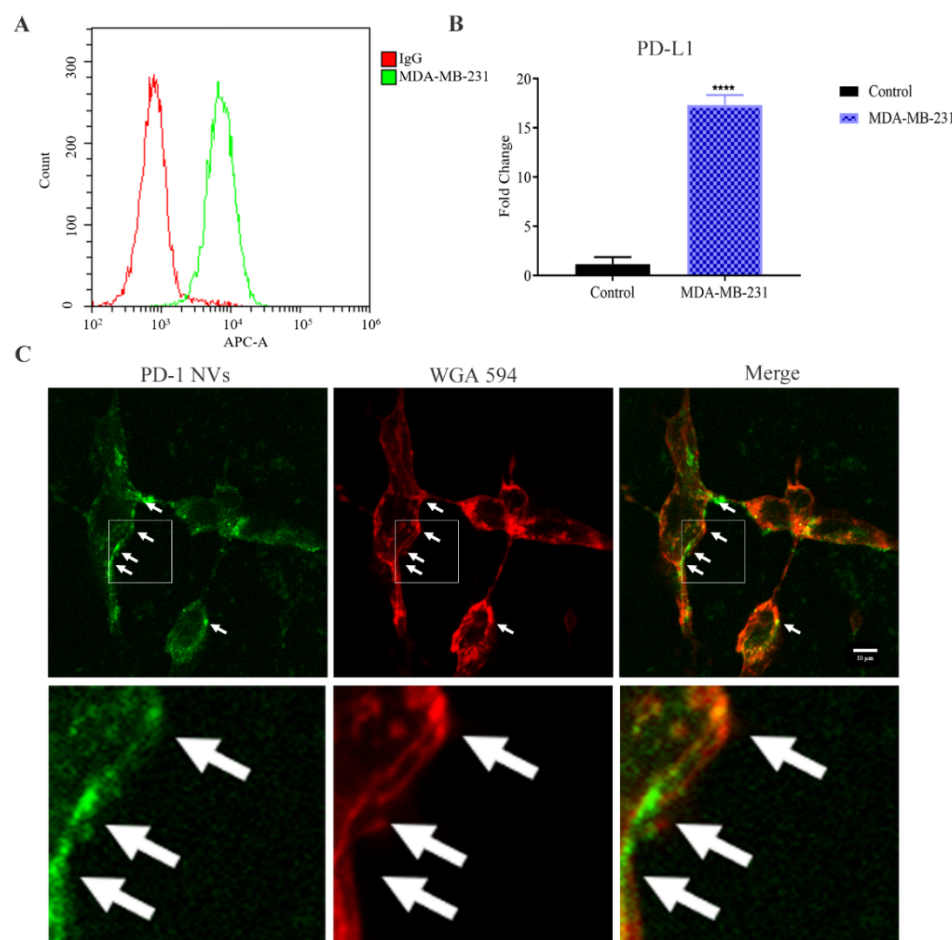 A
IgG
MDA-MB-231
300
200
100
0
Count
10²
10³
10⁴
10⁵
10⁶
APC-A
B
PD-L1
20
15
10
5
0
Fold Change
****
Control
MDA-MB-231
Control
MDA-MB-231
C
PD-1 NVs
WGA 594
Merge
10 μm